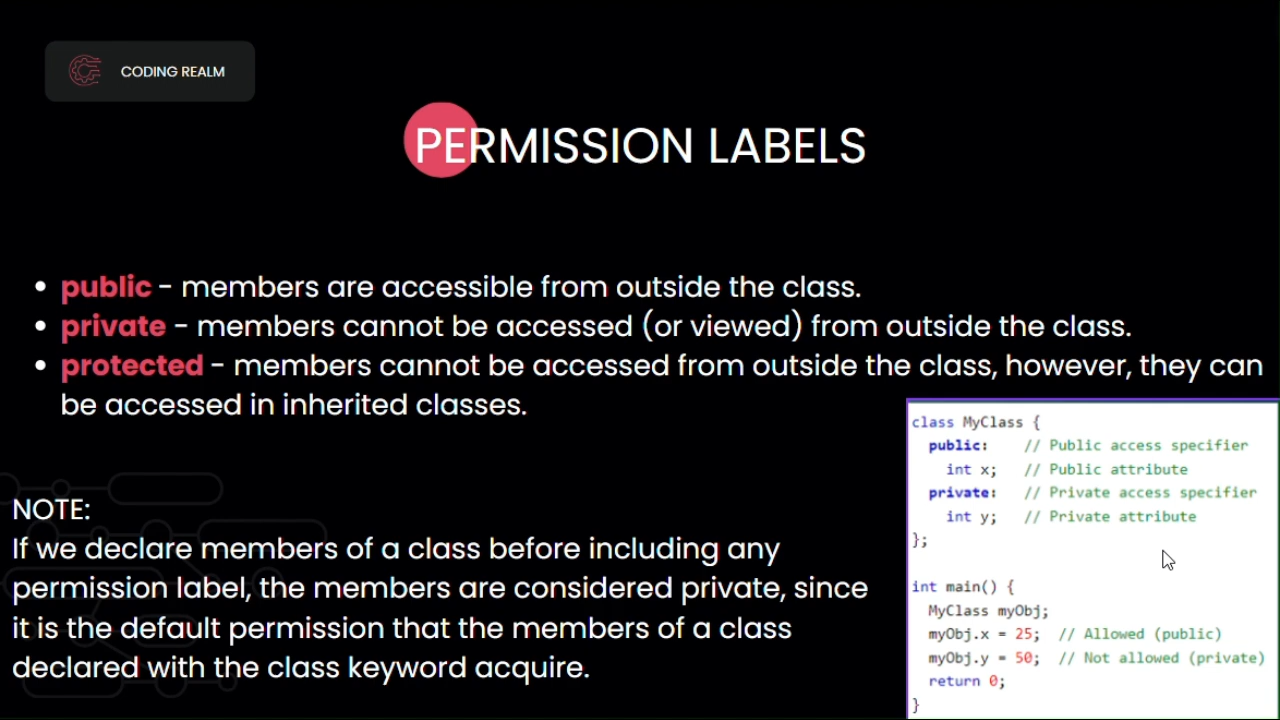 CODING REALM
PERMISSION LABELS
• public - members are accessible from outside the class.
• private - members cannot be accessed (or viewed) from outside the class.
• protected - members cannot be accessed from outside the class, however, they can
be accessed in inherited classes.
NOTE:
If we declare members of a class before including any
permission label, the members are considered private, since
it is the default permission that the members of a class
declared with the class keyword acquire.
class MyClass {
  public:    // Public access specifier
    int x;   // Public attribute
  private:   // Private access specifier
    int y;   // Private attribute
};
int main() {
  MyClass myObj;
  myObj.x = 25;  // Allowed (public)
  myObj.y = 50;  // Not allowed (private)
  return 0;
}